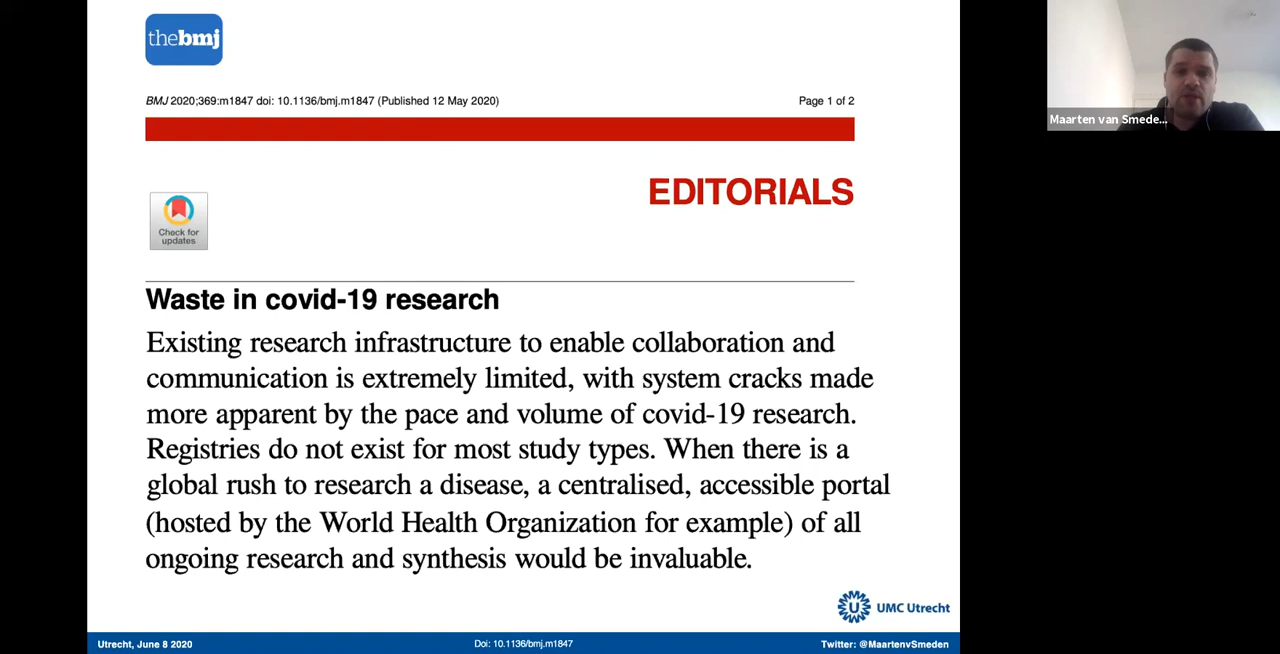 thebmj
BMJ 2020;369:m1847 doi: 10.1136/bmj.m1847 (Published 12 May 2020)
Page 1 of 2
EDITORIALS
Check for
updates
Waste in covid-19 research
Existing research infrastructure to enable collaboration and
communication is extremely limited, with system cracks made
more apparent by the pace and volume of covid-19 research.
Registries do not exist for most study types. When there is a
global rush to research a disease, a centralised, accessible portal
(hosted by the World Health Organization for example) of all
ongoing research and synthesis would be invaluable.
U
UMC Utrecht
Utrecht, June 8 2020
Doi: 10.1136/bmj.m1847
Twitter: @MaartenvSmeden
Maarten van Smede...